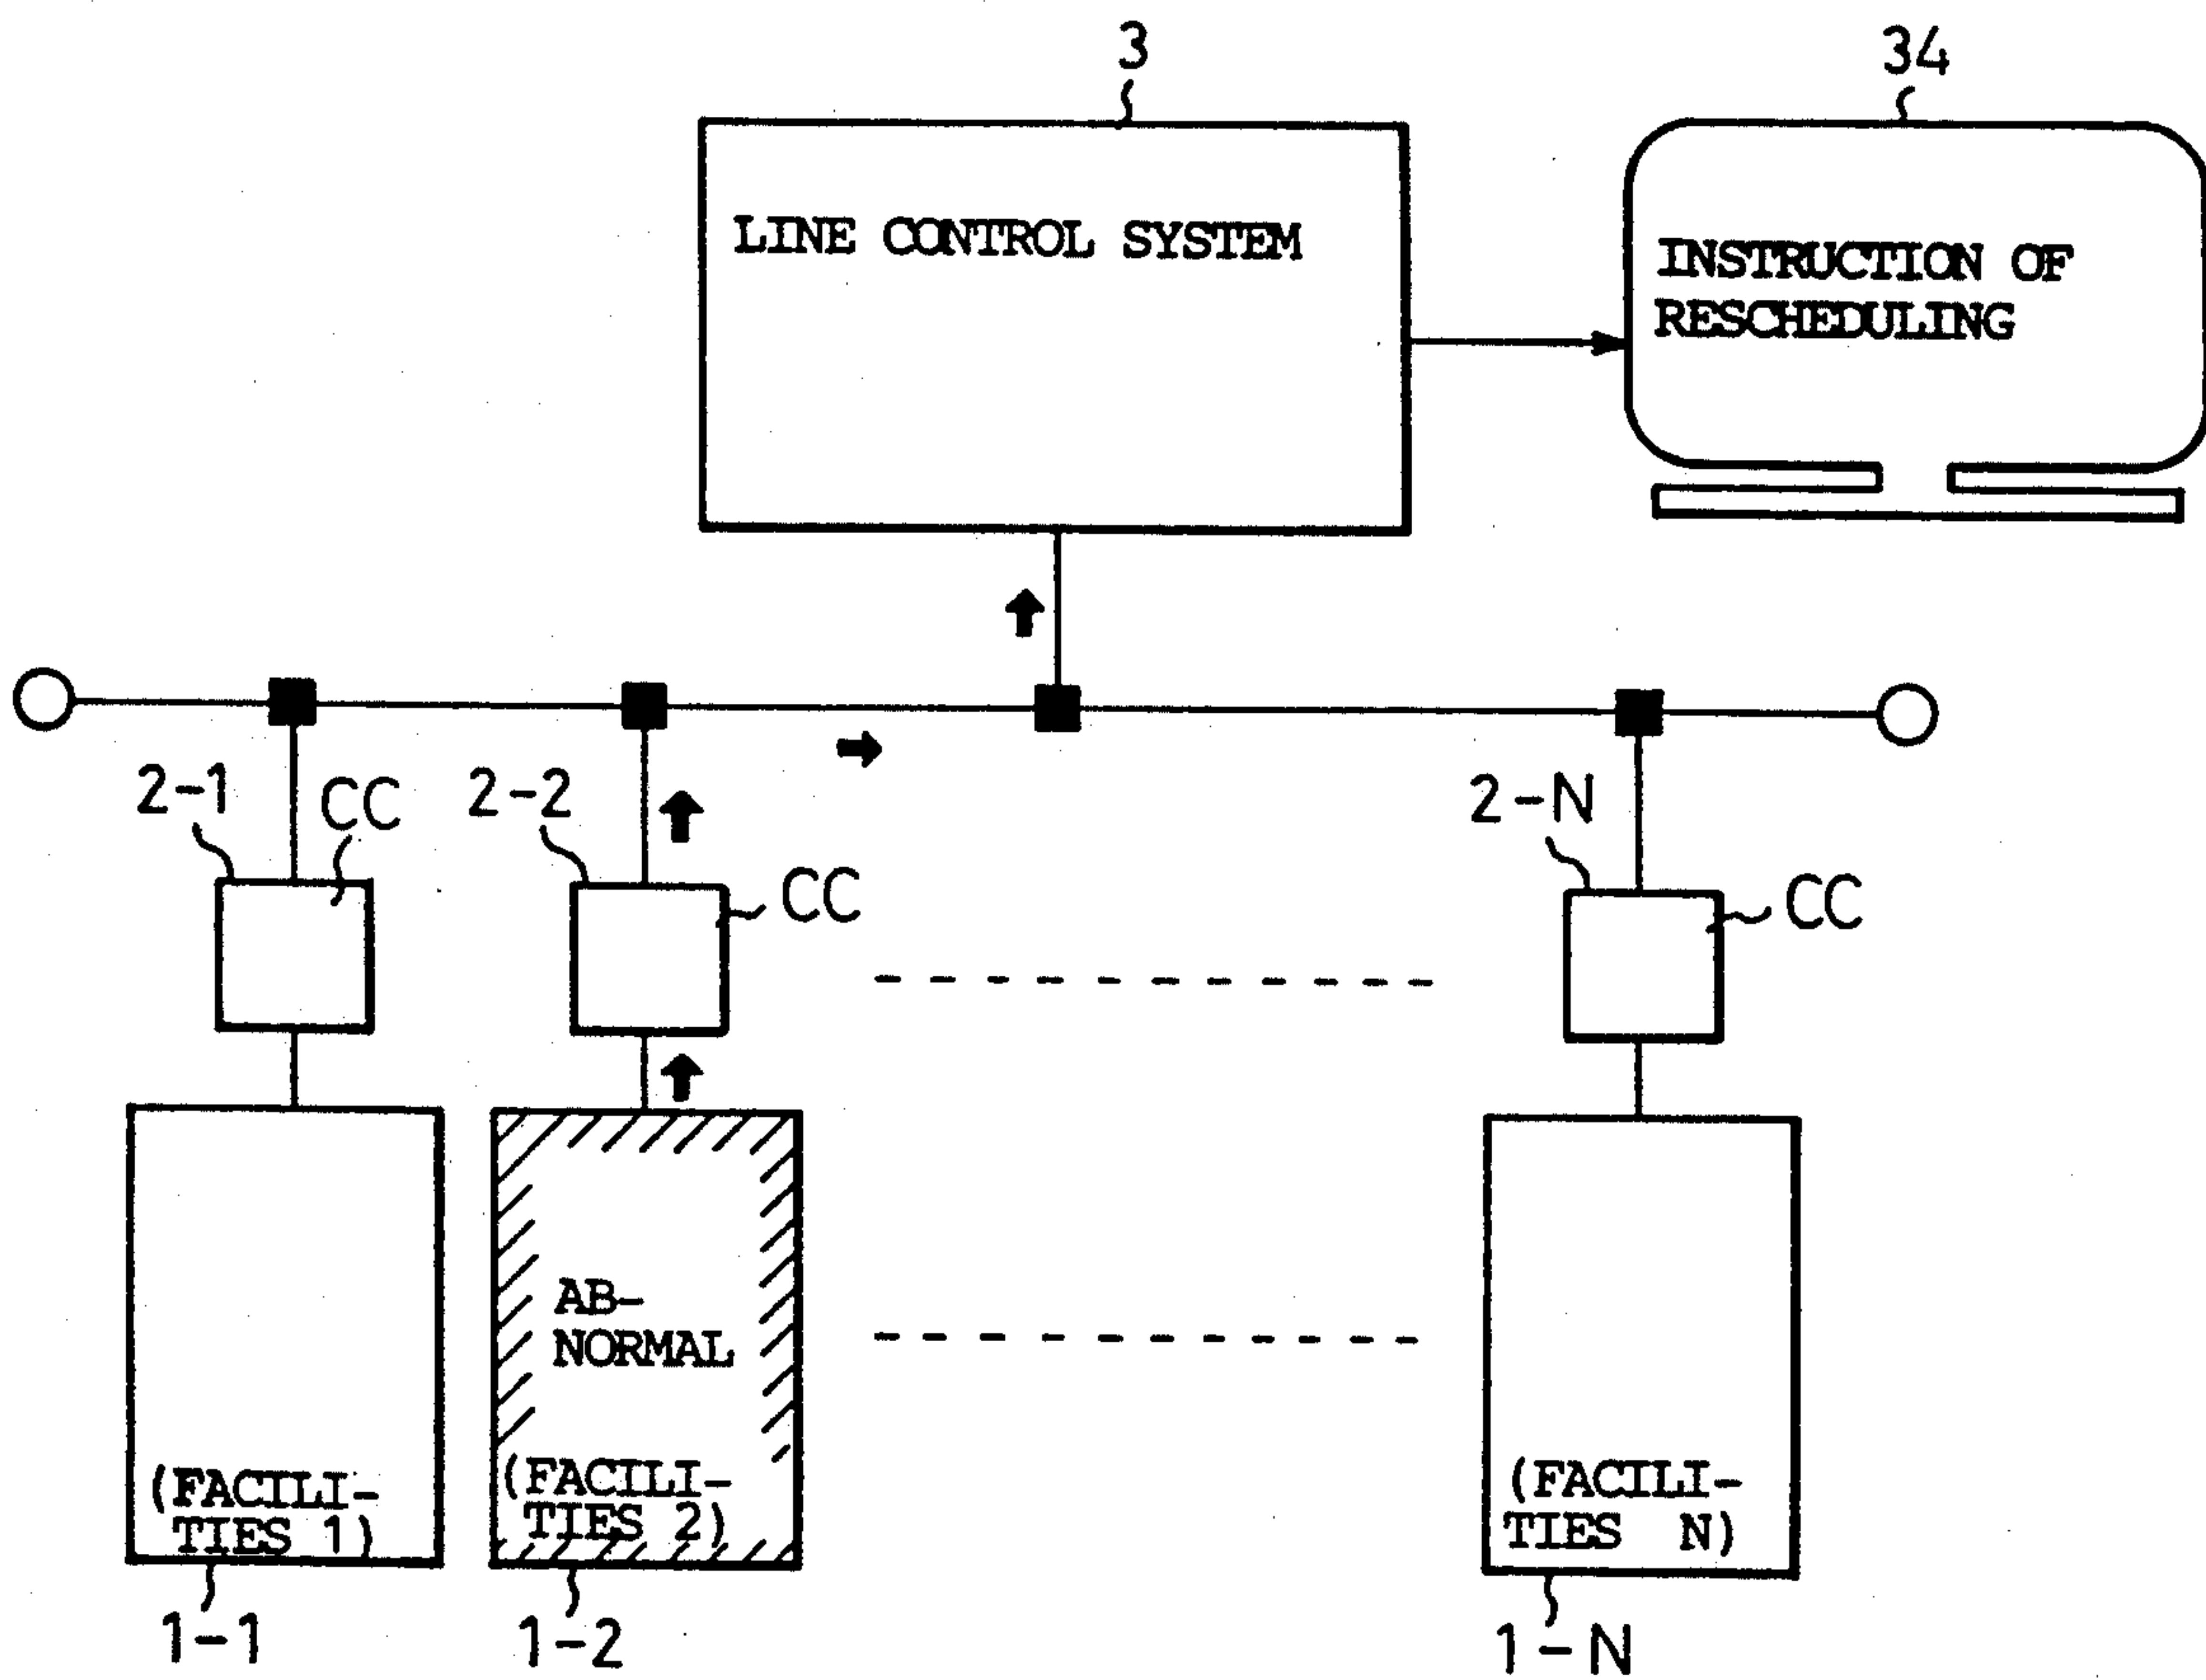 3
34
LINE CONTROL SYSTEM
INSTRUCTION OF
RESCHEDULING
2-1
CC
2-2
CC
2-N
CC
AB-
NORMAL
(FACILI-
TIES 1)
(FACILI-
TIES 2)
(FACILI-
TIES N)
1-1
1-2
1-N